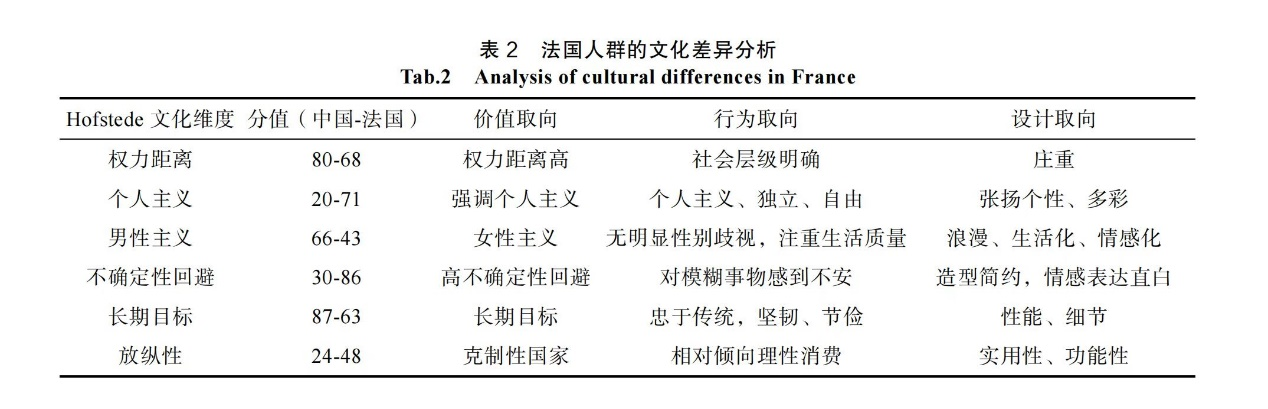 表 2 法国人群的文化差异分析
Tab.2 Analysis of cultural differences in France
Hofstede 文化维度 分值（中国-法国） 价值取向 行为取向 设计取向
权力距离 80-68 权力距离高 社会层级明确 庄重
个人主义 20-71 强调个人主义 个人主义、独立、自由 张扬个性、多彩
男性主义 66-43 女性主义 无明显性别歧视，注重生活质量 浪漫、生活化、情感化
不确定性回避 30-86 高不确定性回避 对模糊事物感到不安 造型简约，情感表达直白
长期目标 87-63 长期目标 忠于传统，坚韧、节俭 性能、细节
放纵性 24-48 克制性国家 相对倾向理性消费 实用性、功能性